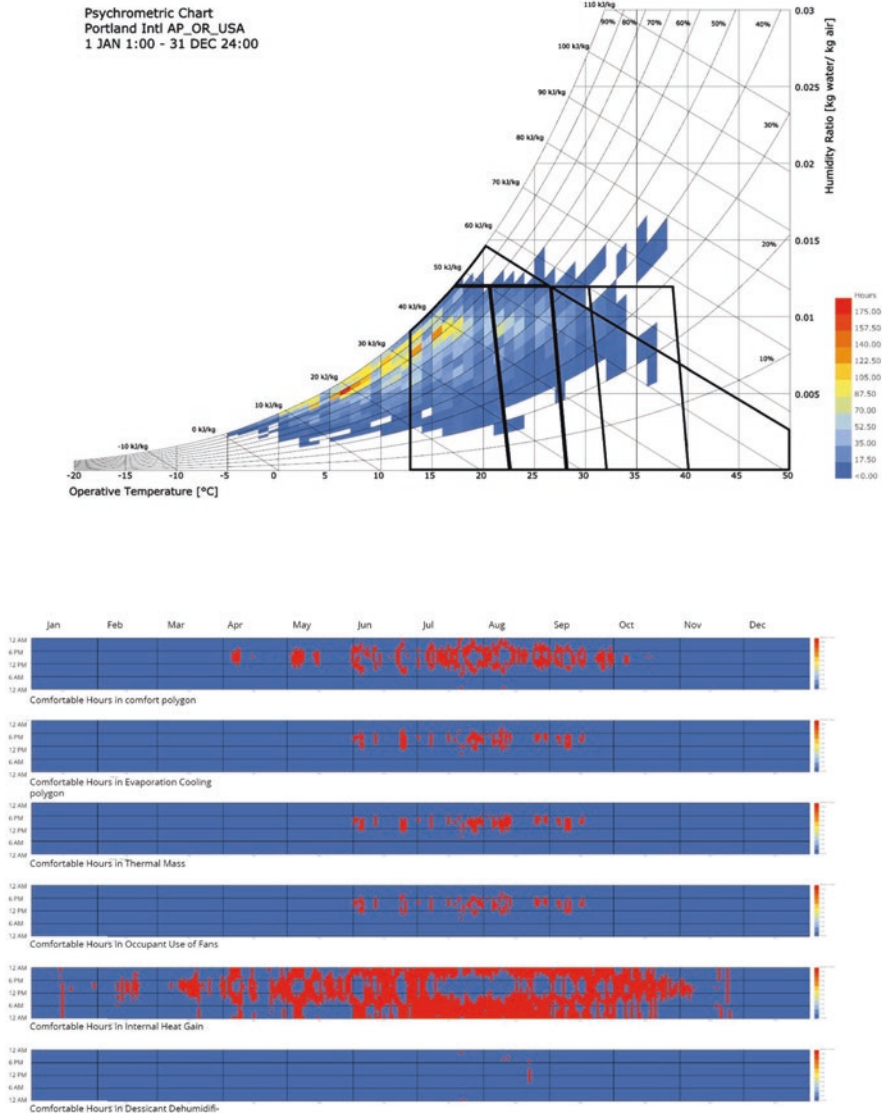 Psychrometric Chart
Portland Intl AP_OR_USA
1 JAN 1:00 - 31 DEC 24:00
110 kJ/kg
90% 80% 70% 60% 50% 40%
0.03
100 kJ/kg
90 kJ/kg
0.025
80 kJ/kg
30%
70 kJ/kg
0.02
60 kJ/kg
20%
0.015
50 kJ/kg
40 kJ/kg
0.01
30 kJ/kg
10%
20 kJ/kg
0.005
10 kJ/kg
0 kJ/kg
-10 kJ/kg
Humidity Ratio [kg water/ kg air]
-20 -15 -10 -5 0 5 10 15 20 25 30 35 40 45 50
Operative Temperature [°C]
Hours
175.00
157.50
140.00
122.50
105.00
87.50
70.00
52.50
35.00
17.50
<0.00
Jan Feb Mar Apr May Jun Jul Aug Sep Oct Nov Dec
12 AM
6 PM
12 PM
6 AM
12 AM
Comfortable Hours in comfort polygon
12 AM
6 PM
12 PM
6 AM
12 AM
Comfortable Hours in Evaporation Cooling
polygon
12 AM
6 PM
12 PM
6 AM
12 AM
Comfortable Hours in Thermal Mass
12 AM
6 PM
12 PM
6 AM
12 AM
Comfortable Hours in Occupant Use of Fans
12 AM
6 PM
12 PM
6 AM
12 AM
Comfortable Hours in Internal Heat Gain
12 AM
6 PM
12 PM
6 AM
12 AM
Comfortable Hours in Dessicant Dehumidifi-